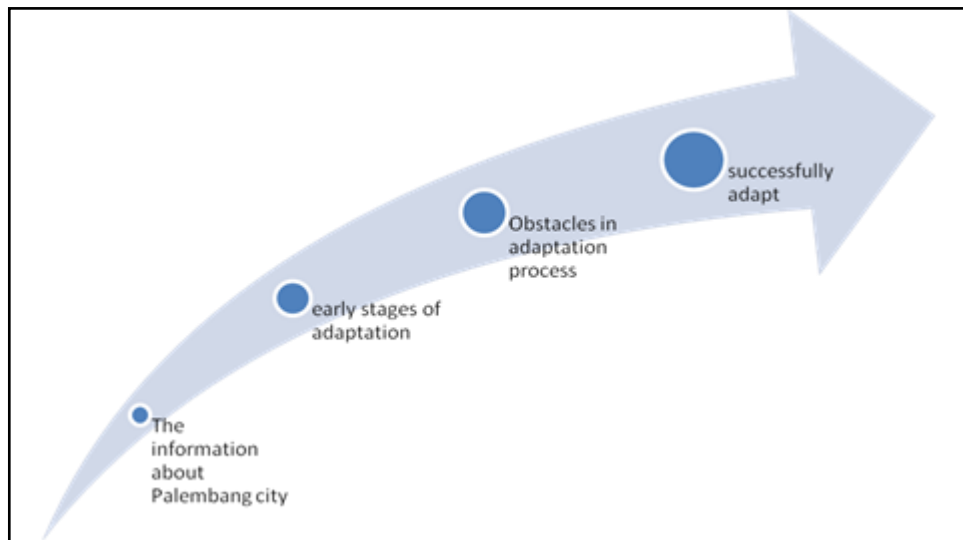 The
information
about
Palembang city
early stages of
adaptation
Obstacles in
adaptation
process
successfully
adapt